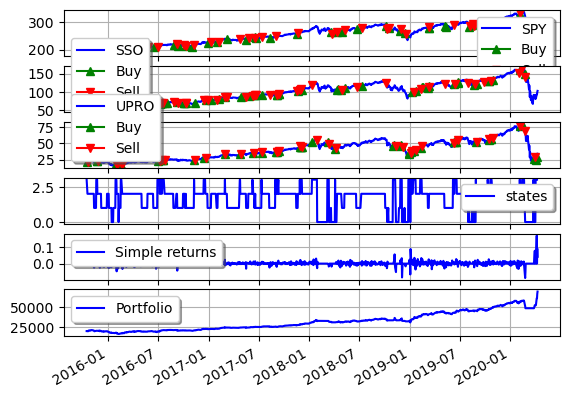 300
200
SPY
Buy
SSO
Buy
Sell
150
100
50
UPRO
Buy
Sell
75
50
25
2.5
0.0
states
0.1
0.0
Simple returns
50000
25000
Portfolio
2016-01
2016-07
2017-01
2017-07
2018-01
2018-07
2019-01
2019-07
2020-01